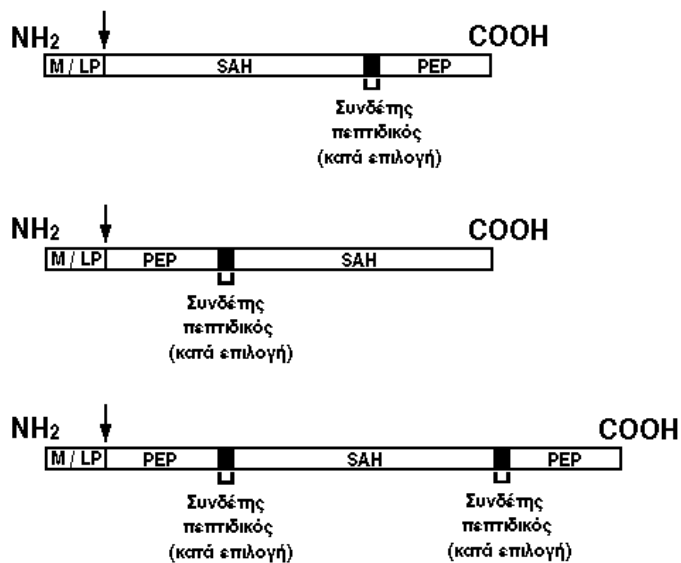 NH2 COOH
M / LP SAH PEP
Συνδέτης
πεπτιδικός
(κατά επιλογή)
NH2 COOH
M / LP PEP SAH
Συνδέτης
πεπτιδικός
(κατά επιλογή)
NH2 COOH
M / LP PEP SAH PEP
Συνδέτης Συνδέτης
πεπτιδικός πεπτιδικός
(κατά επιλογή) (κατά επιλογή)